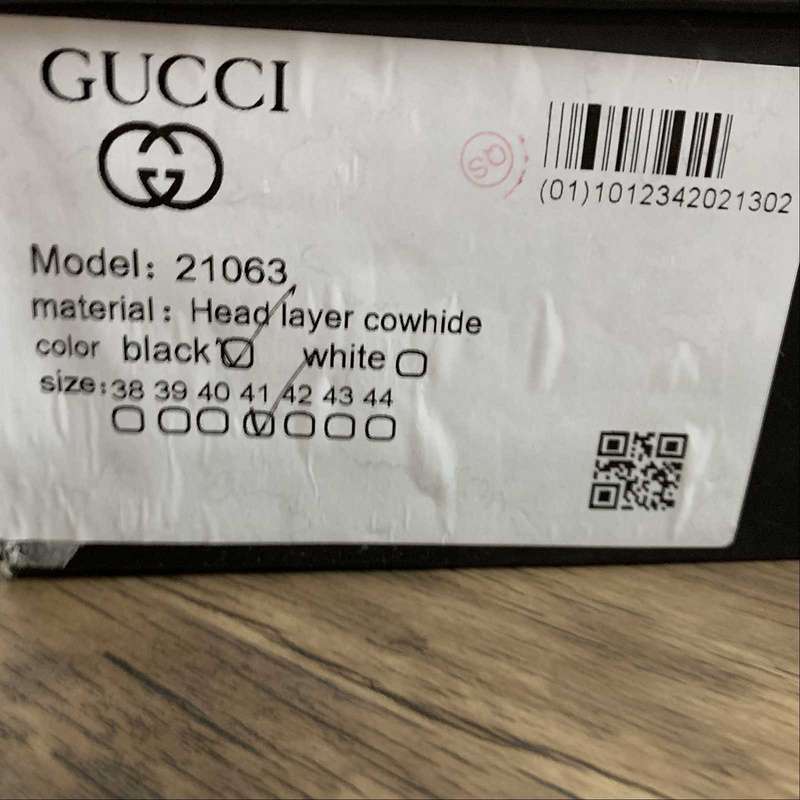 GUCCI
QS
(01)1012342021302
Model: 21063
material: Head layer cowhide
color black white
size: 38 39 40 41 42 43 44